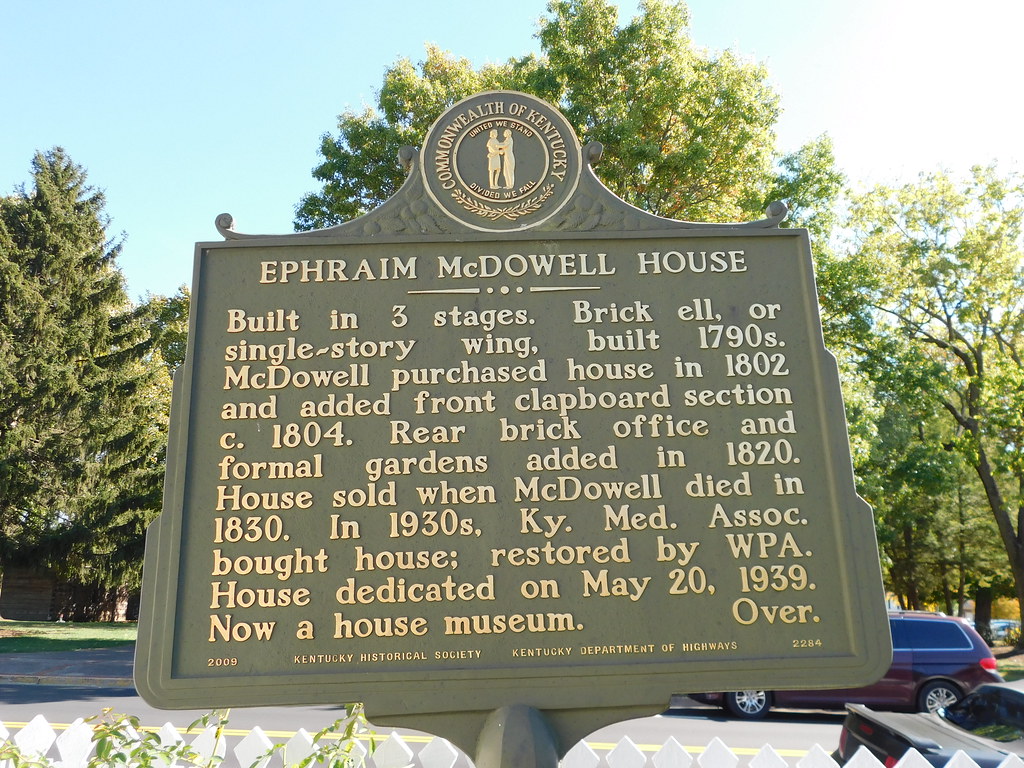 COMMONWEALTH OF KENTUCKY
UNITED WE STAND
DIVIDED WE FALL
EPHRAIM McDOWELL HOUSE
Built in 3 stages. Brick ell, or
single-story wing, built 1790s.
McDowell purchased house in 1802
and added front clapboard section
c. 1804. Rear brick office and
formal gardens added in 1820.
House sold when McDowell died in
1830. In 1930s, Ky. Med. Assoc.
bought house; restored by WPA.
House dedicated on May 20, 1939.
Now a house museum. Over.
2009 KENTUCKY HISTORICAL SOCIETY KENTUCKY DEPARTMENT OF HIGHWAYS 2284